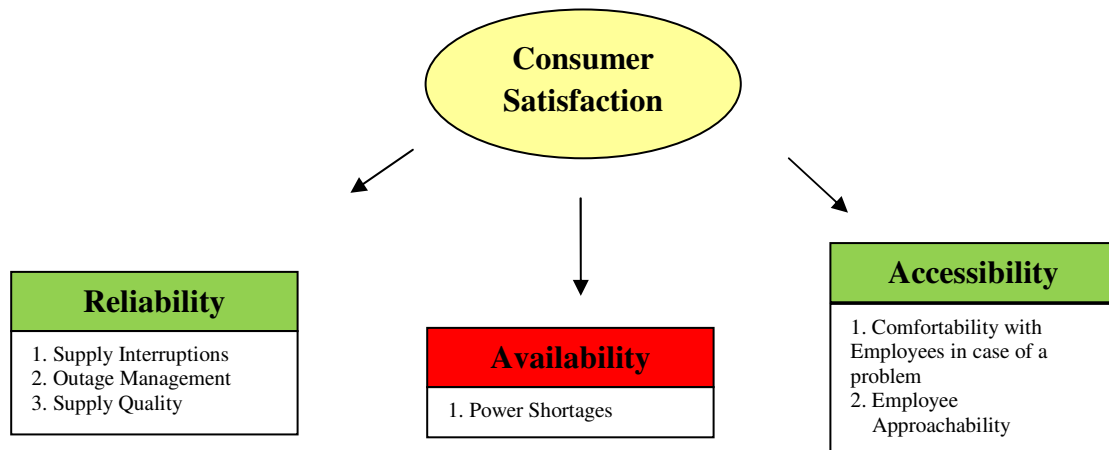 Consumer
Satisfaction
Reliability
1. Supply Interruptions
2. Outage Management
3. Supply Quality
Availability
1. Power Shortages
Accessibility
1. Comfortability with
Employees in case of a
problem
2. Employee
Approachability